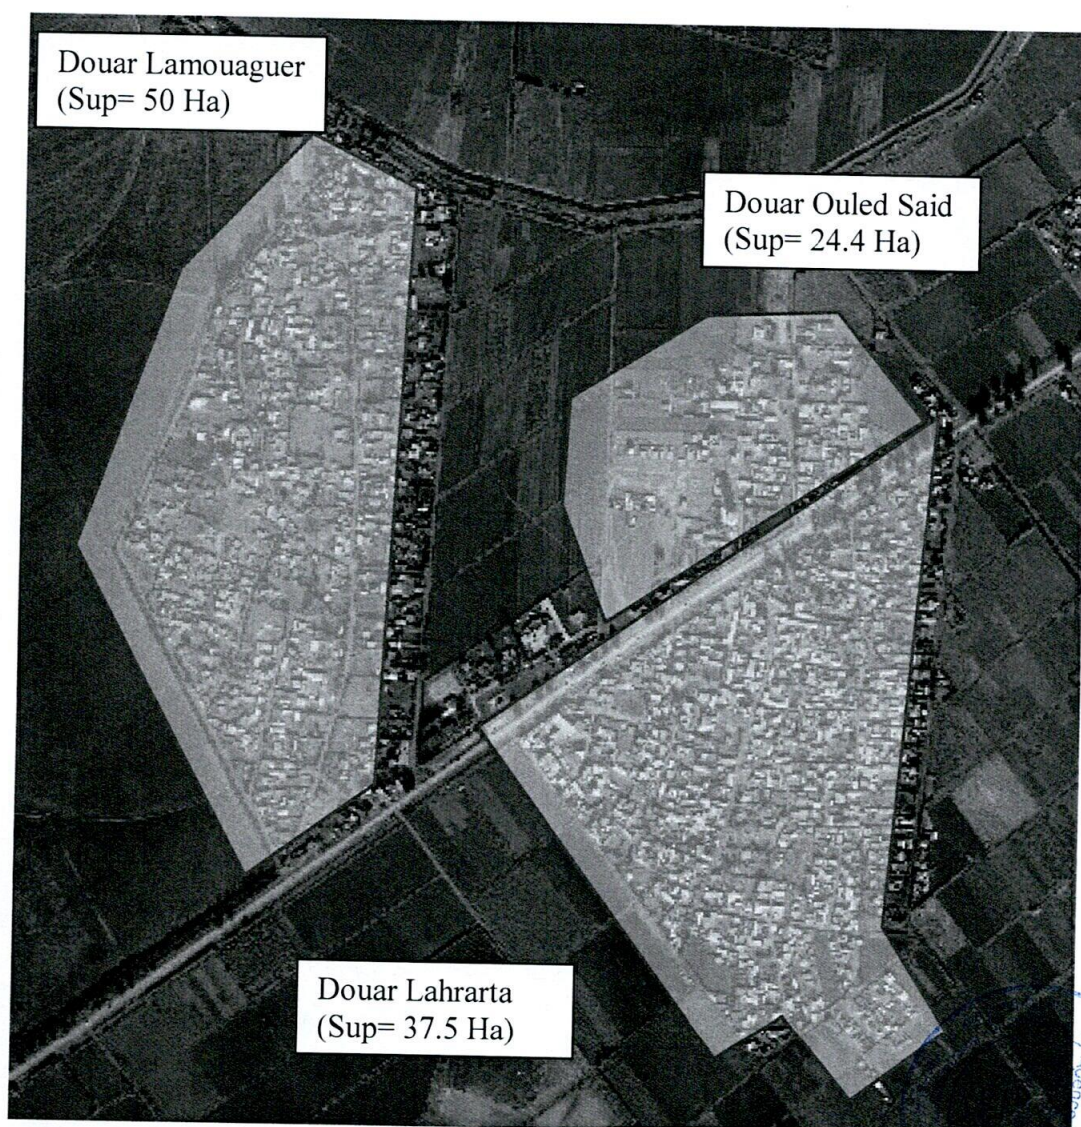 Douar Lamouaguer
(Sup= 50 Ha)
Douar Ouled Said
(Sup= 24.4 Ha)
Douar Lahrarta
(Sup= 37.5 Ha)